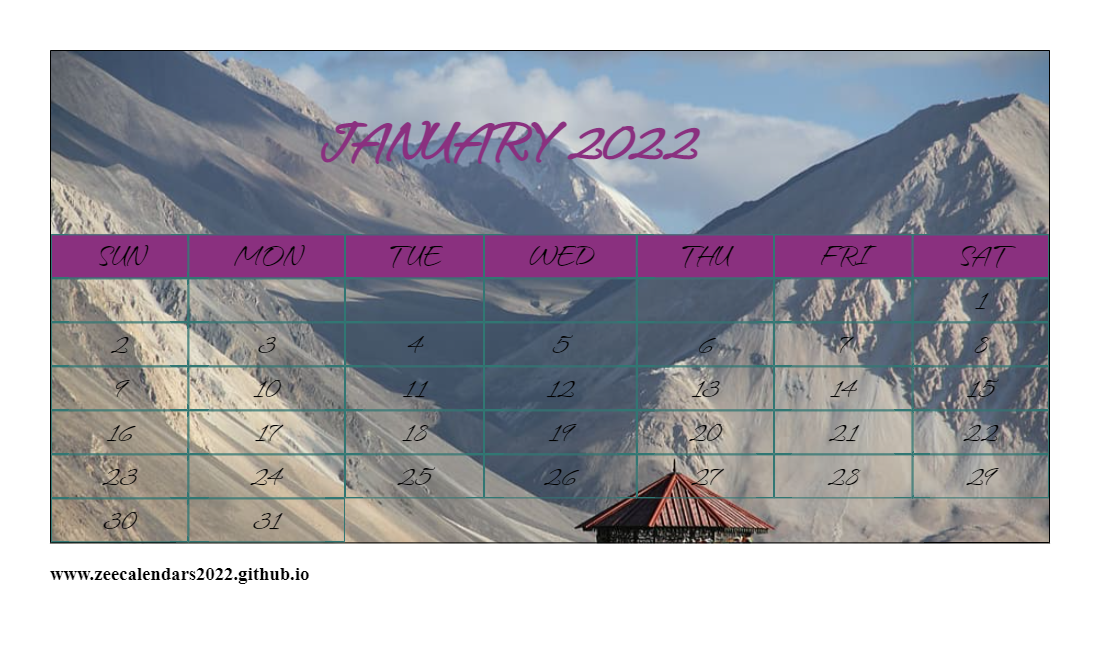 JANUARY 2022
SUN MON TUE WED THU FRI SAT
1
2 3 4 5 6 7 8
9 10 11 12 13 14 15
16 17 18 19 20 21 22
23 24 25 26 27 28 29
30 31
www.zeecalendars2022.github.io